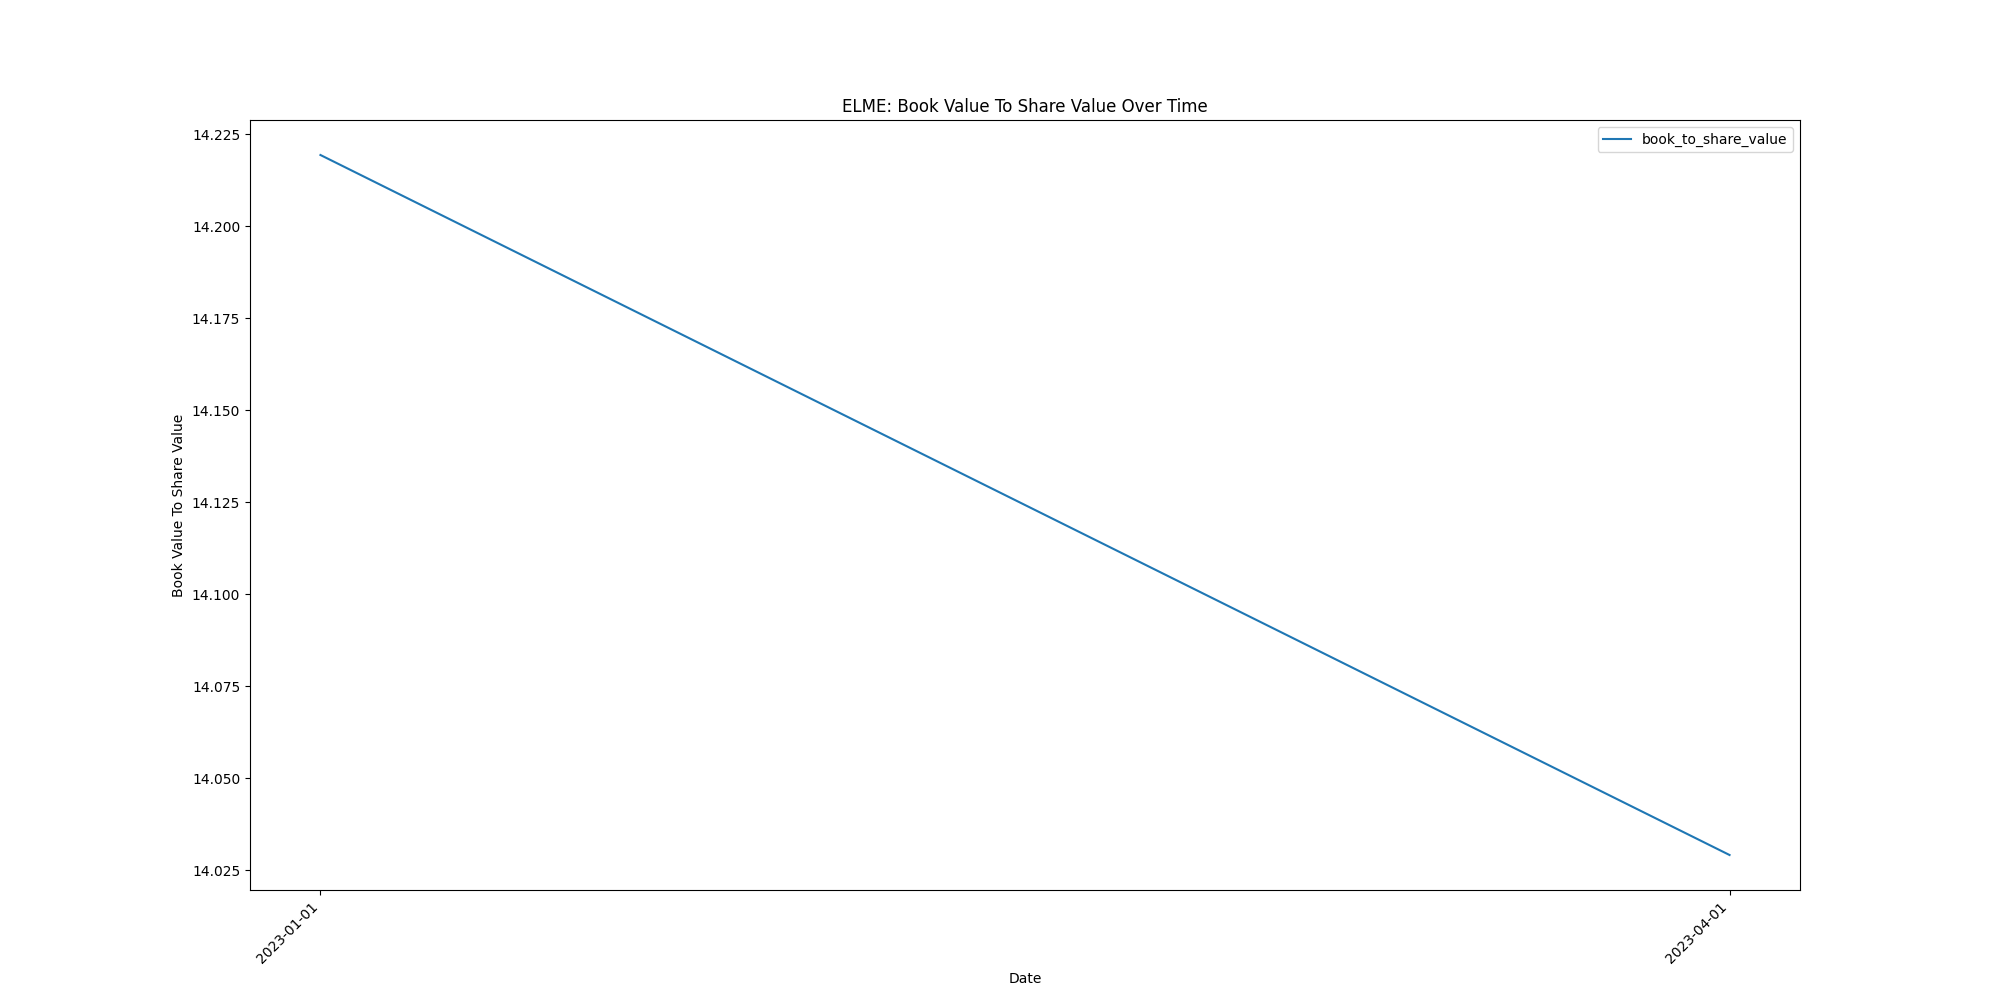 ELME: Book Value To Share Value Over Time
book_to_share_value
Book Value To Share Value
14.225
14.200
14.175
14.150
14.125
14.100
14.075
14.050
14.025
2023-01-01
2023-04-01
Date